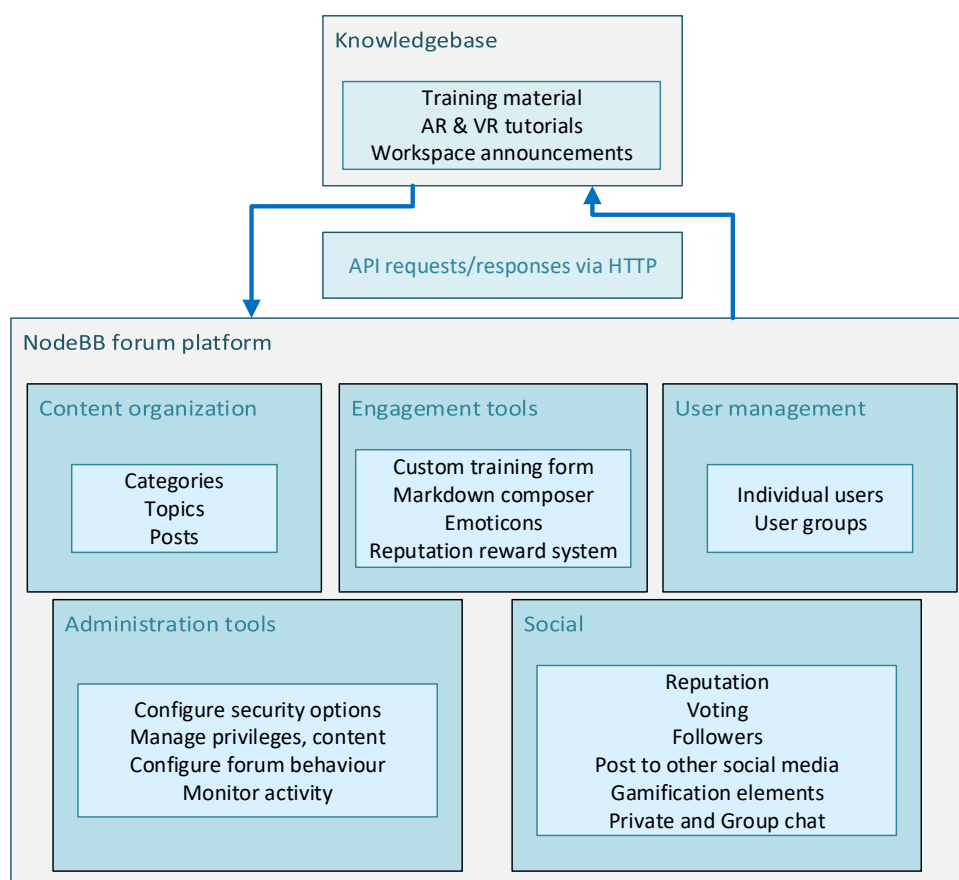 Knowledgebase
Training material
AR & VR tutorials
Workspace announcements
API requests/responses via HTTP
NodeBB forum platform
Content organization
Categories
Topics
Posts
Engagement tools
Custom training form
Markdown composer
Emoticons
Reputation reward system
User management
Individual users
User groups
Administration tools
Configure security options
Manage privileges, content
Configure forum behaviour
Monitor activity
Social
Reputation
Voting
Followers
Post to other social media
Gamification elements
Private and Group chat